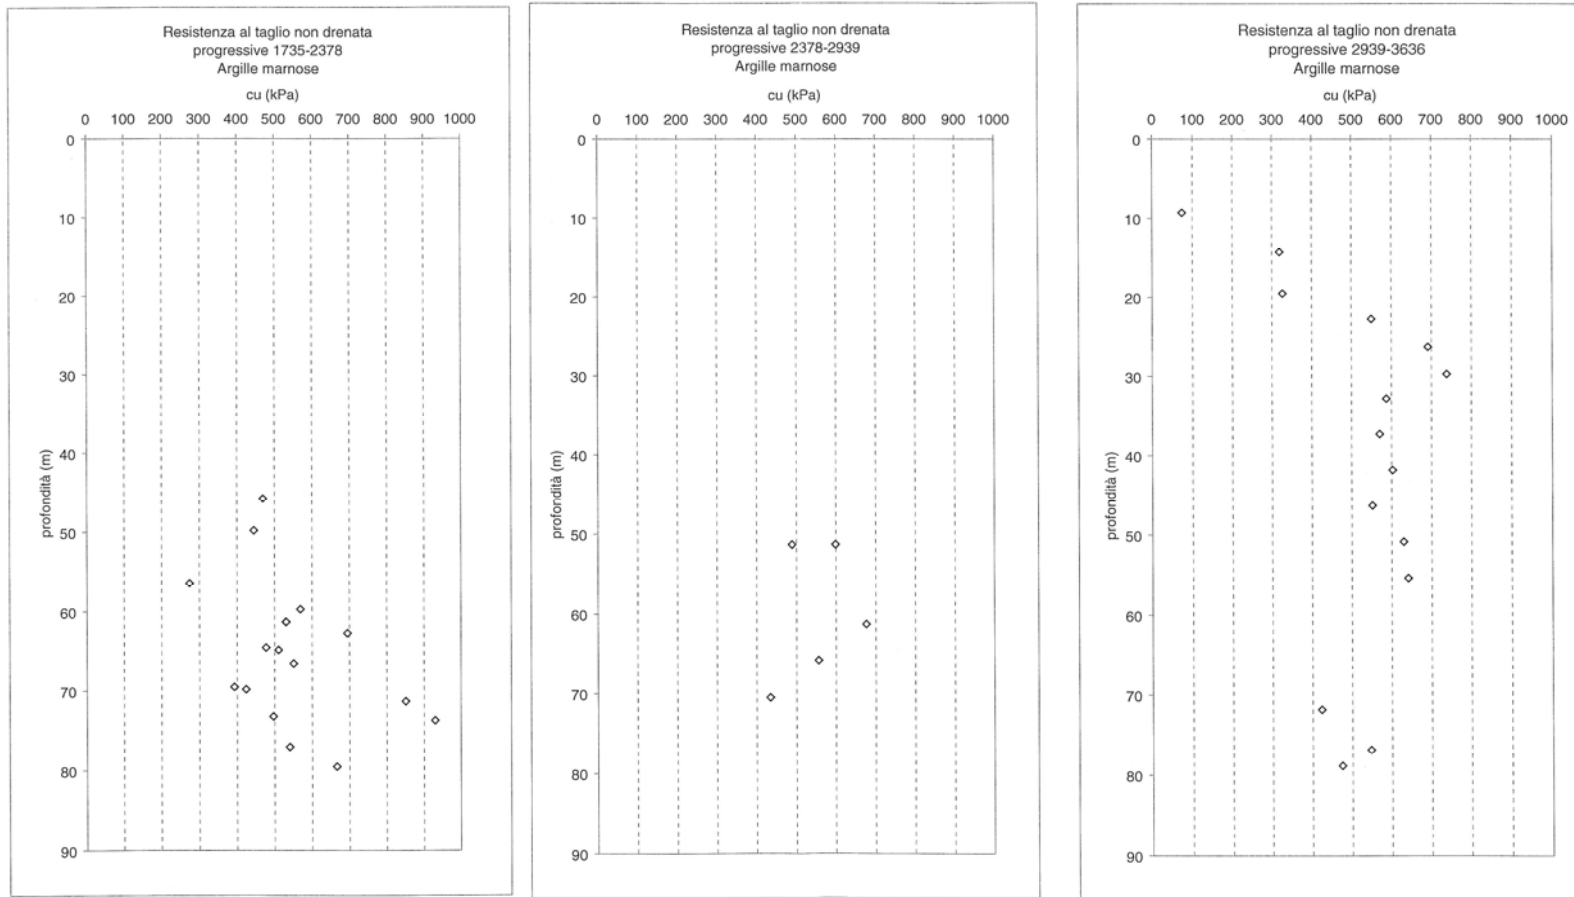 Resistenza al taglio non drenata
progressive 1735-2378
Argille marnose
cu (kPa)
0 100 200 300 400 500 600 700 800 900 1000
0
10
20
30
40
50
60
70
80
90
profondità (m)
Resistenza al taglio non drenata
progressive 2378-2939
Argille marnose
cu (kPa)
0 100 200 300 400 500 600 700 800 900 1000
0
10
20
30
40
50
60
70
80
90
profondità (m)
Resistenza al taglio non drenata
progressive 2939-3636
Argille marnose
cu (kPa)
0 100 200 300 400 500 600 700 800 900 1000
0
10
20
30
40
50
60
70
80
90
profondità (m)